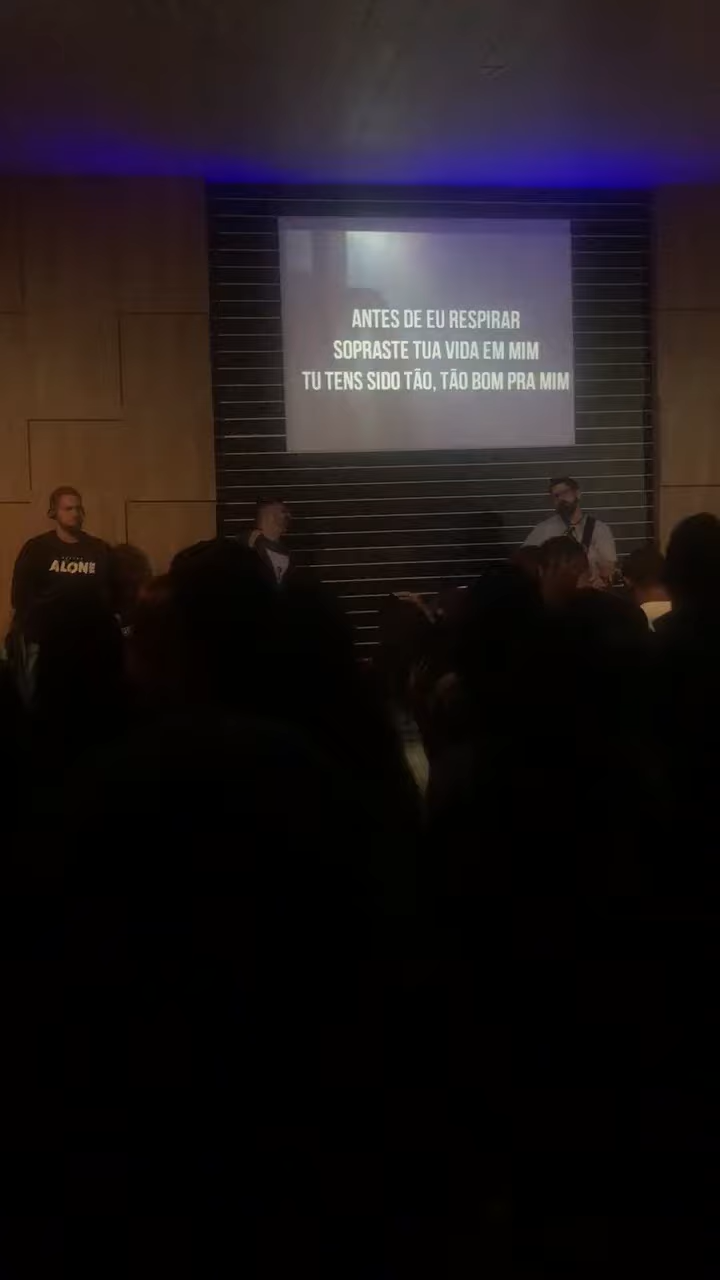 ANTES DE EU RESPIRAR
SOPRASTE TUA VIDA EM MIM
TU TENS SIDO TÃO, TÃO BOM PRA MIM
ALONE